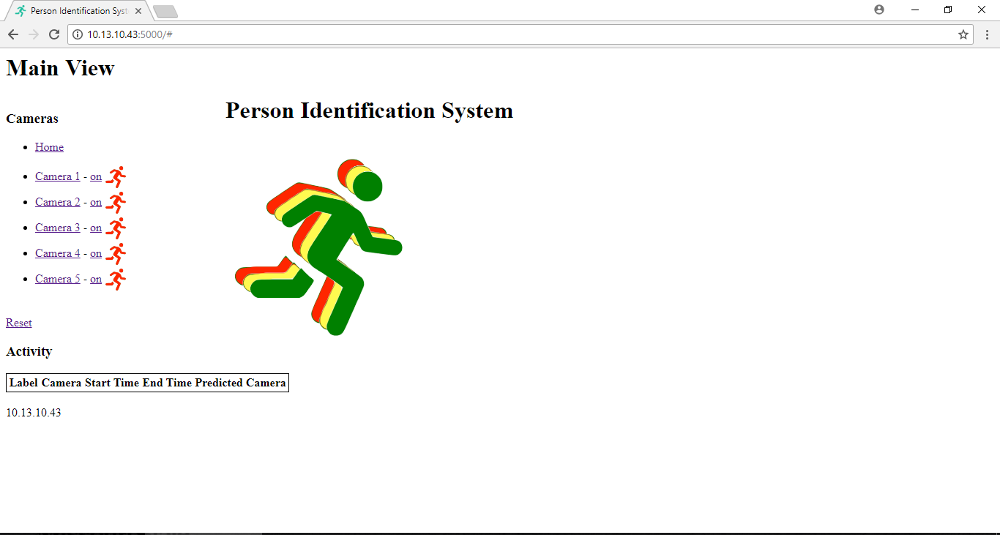 Person Identification Syst
10.13.10.43:5000/#
Main View
Cameras
Home
Camera 1 - on
Camera 2 - on
Camera 3 - on
Camera 4 - on
Camera 5 - on
Reset
Activity
Label Camera Start Time End Time Predicted Camera
10.13.10.43
Person Identification System